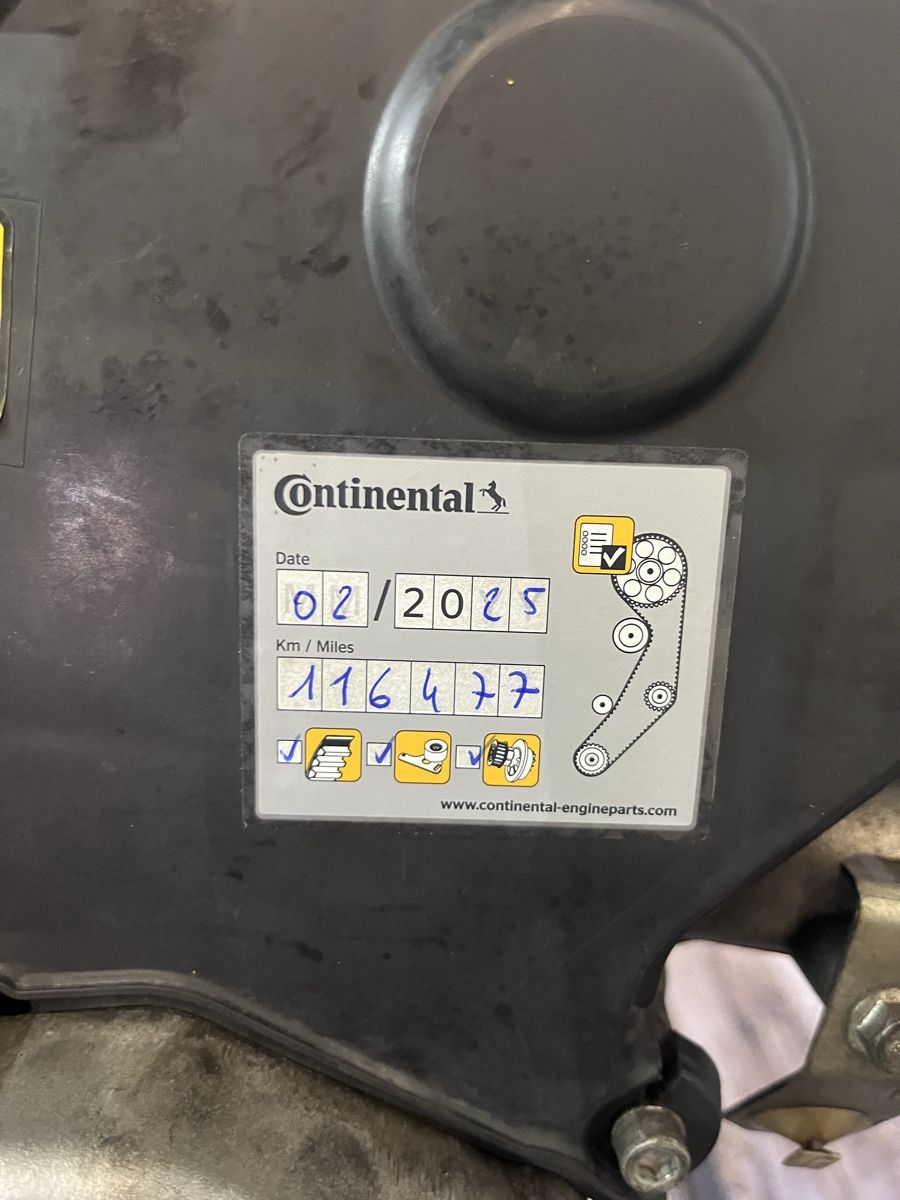 Continental
Date
02/2025
Km / Miles
116477
www.continental-engineparts.com